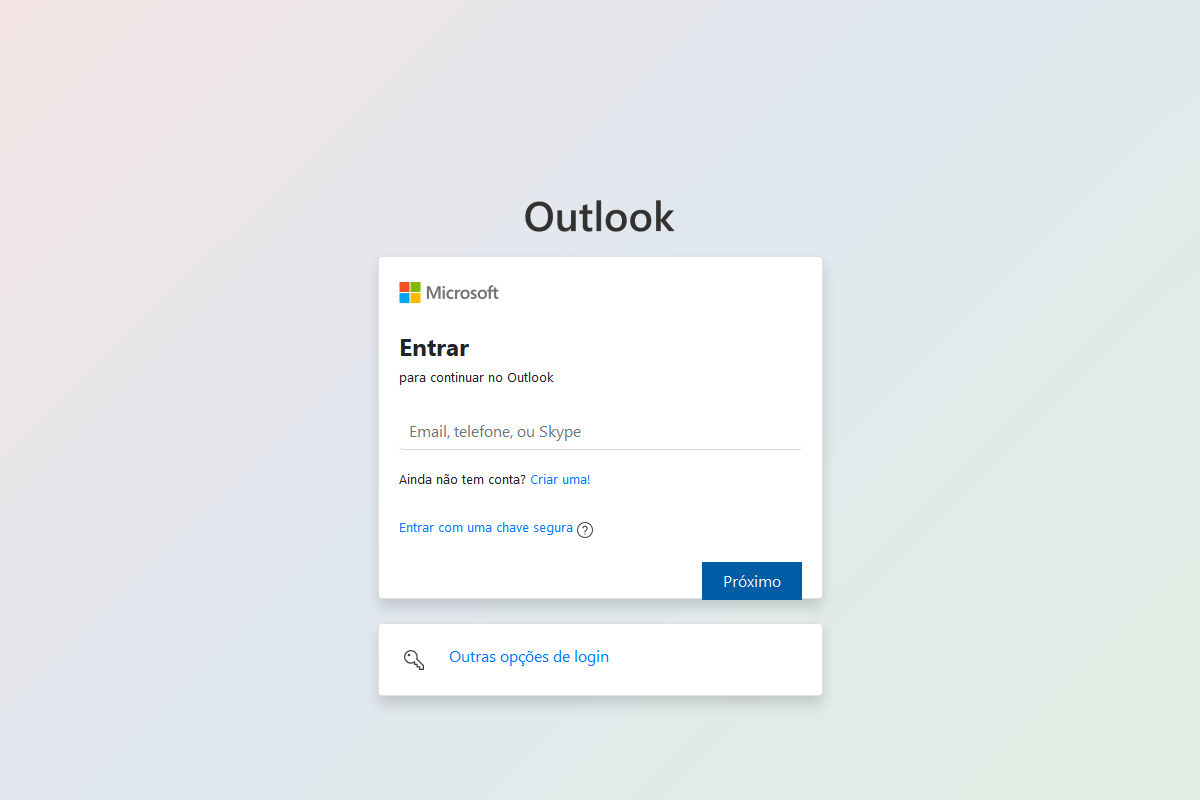 Outlook
Microsoft
Entrar
para continuar no Outlook
Email, telefone, ou Skype
Ainda não tem conta? Criar uma!
Entrar com uma chave segura ?
Próximo
Outras opções de login